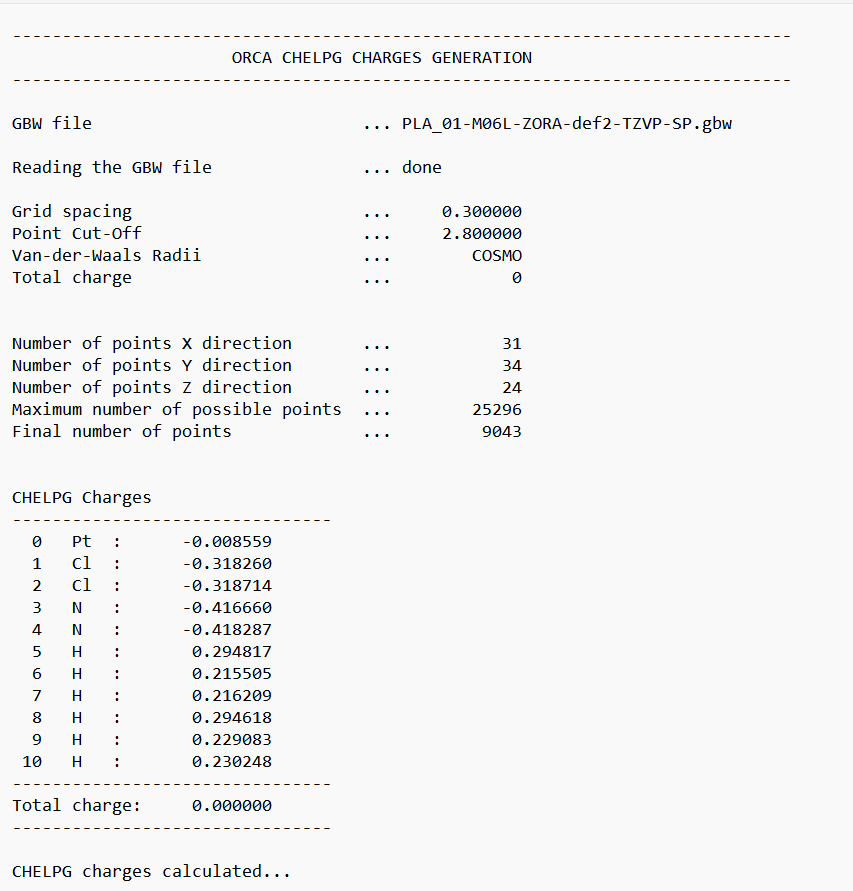 ------------------------------------------------------------------------------
ORCA CHELPG CHARGES GENERATION
------------------------------------------------------------------------------
GBW file ... PLA_01-M06L-ZORA-def2-TZVP-SP.gbw
Reading the GBW file ... done
Grid spacing ... 0.300000
Point Cut-Off ... 2.800000
Van-der-Waals Radii ... COSMO
Total charge ... 0
Number of points X direction ... 31
Number of points Y direction ... 34
Number of points Z direction ... 24
Maximum number of possible points ... 25296
Final number of points ... 9043
CHELPG Charges
--------------------------------
0 Pt : -0.008559
1 Cl : -0.318260
2 Cl : -0.318714
3 N : -0.416660
4 N : -0.418287
5 H : 0.294817
6 H : 0.215505
7 H : 0.216209
8 H : 0.294618
9 H : 0.229083
10 H : 0.230248
--------------------------------
Total charge: 0.000000
--------------------------------
CHELPG charges calculated...